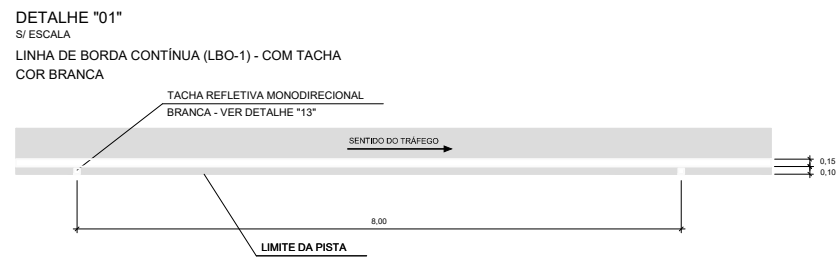 DETALHE "01"
S/ ESCALA
LINHA DE BORDA CONTÍNUA (LBO-1) - COM TACHA
COR BRANCA
TACHA REFLETIVA MONODIRECIONAL
BRANCA - VER DETALHE "13"
SENTIDO DO TRÁFEGO
0,15
0,10
8,00
LIMITE DA PISTA